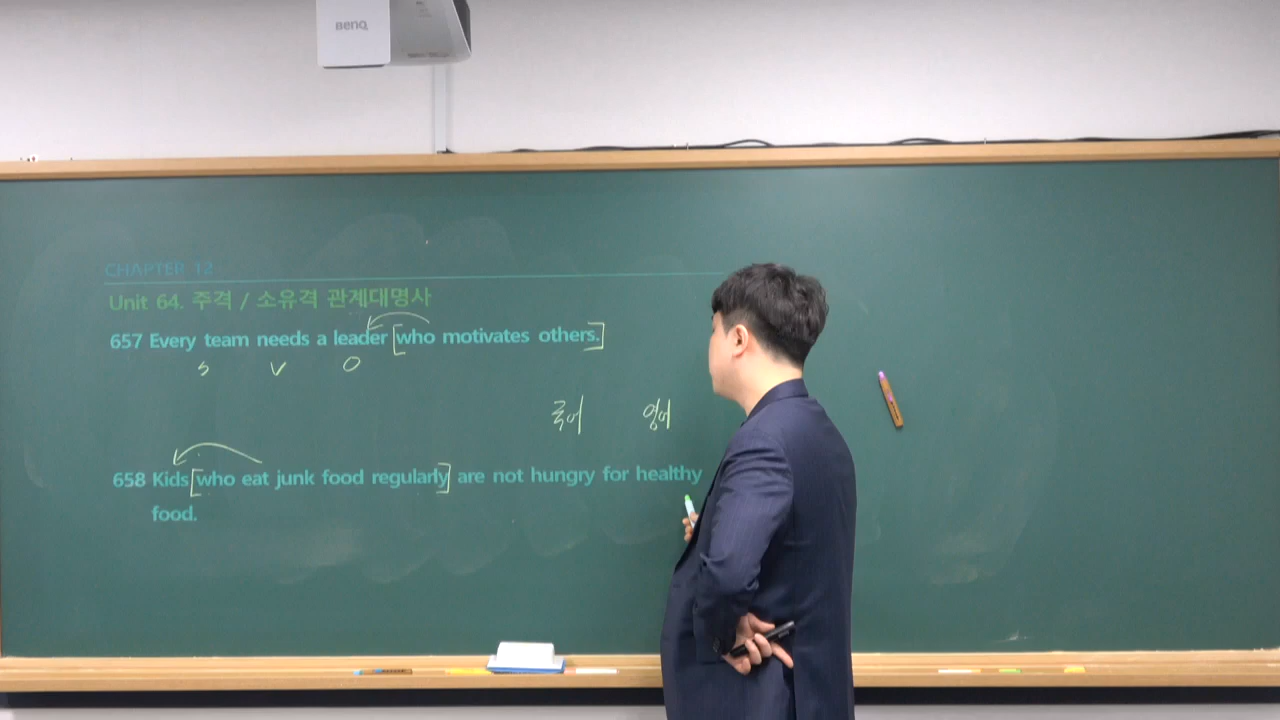 BenQ
CHAPTER 12
Unit 64. 주격 / 소유격 관계대명사
657 Every team needs a leader [who motivates others.]
S V O
국어 영어
658 Kids [who eat junk food regularly] are not hungry for healthy
food.